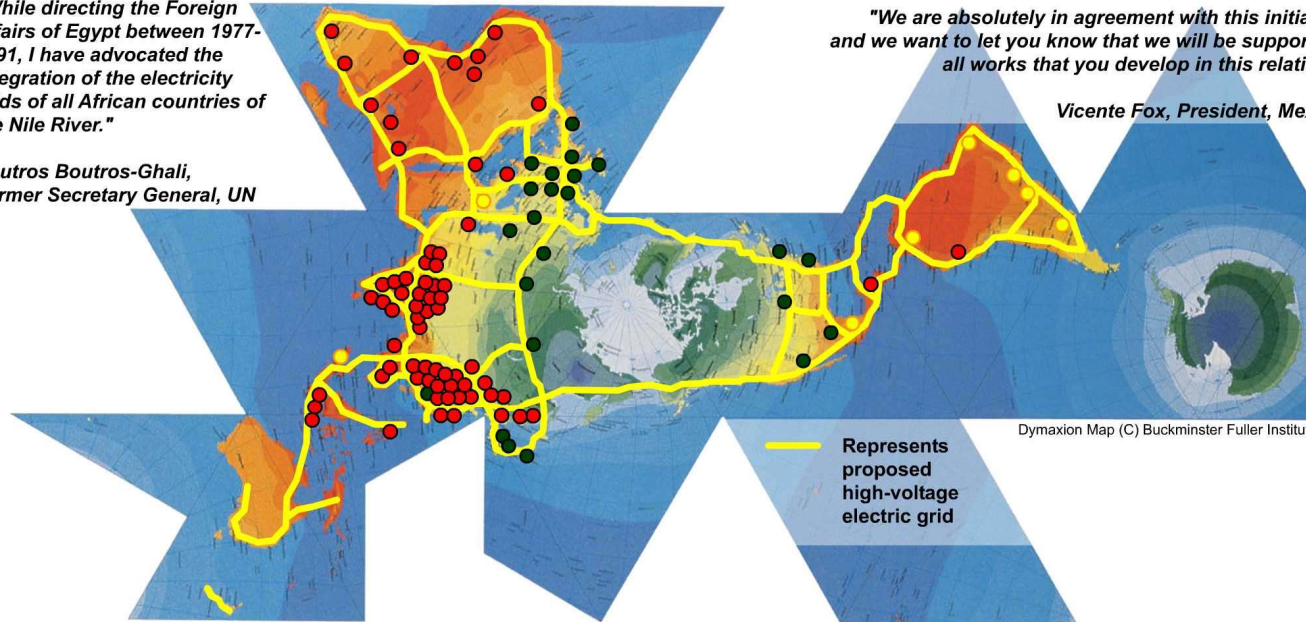 While directing the Foreign
fairs of Egypt between 1977-
91, I have advocated the
egration of the electricity
ds of all African countries of
e Nile River."
utros Boutros-Ghali,
rmer Secretary General, UN
"We are absolutely in agreement with this initia
and we want to let you know that we will be suppor
all works that you develop in this relati
Vicente Fox, President, Me
Dymaxion Map (C) Buckminster Fuller Institu
Represents
proposed
high-voltage
electric grid